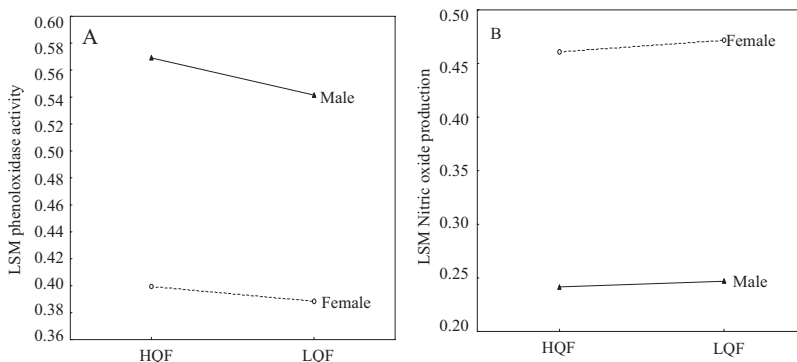 A
LSM phenoloxidase activity
0.60
0.58
0.56
0.54
0.52
0.50
0.48
0.46
0.44
0.42
0.40
0.38
0.36
Male
Female
HQF
LQF
B
LSM Nitric oxide production
0.50
0.45
0.40
0.35
0.30
0.25
0.20
Female
Male
HQF
LQF